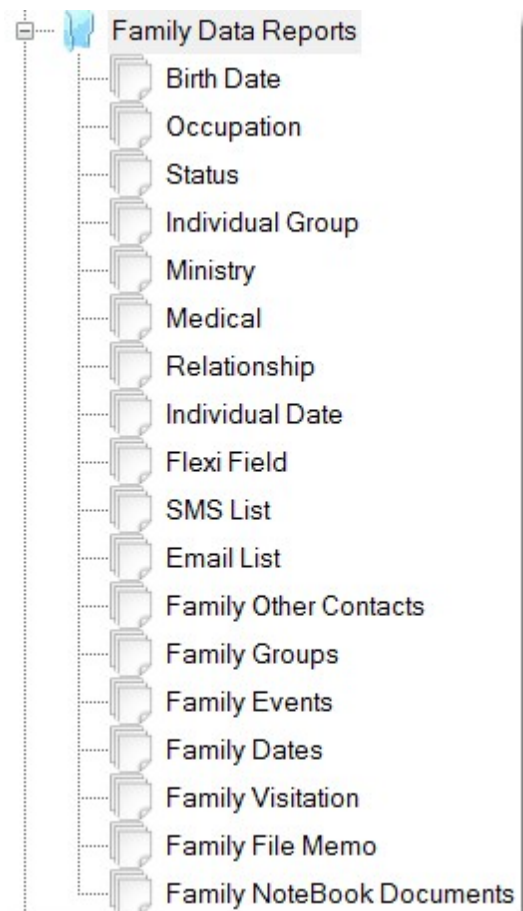 Family Data Reports
Birth Date
Occupation
Status
Individual Group
Ministry
Medical
Relationship
Individual Date
Flexi Field
SMS List
Email List
Family Other Contacts
Family Groups
Family Events
Family Dates
Family Visitation
Family File Memo
Family NoteBook Documents